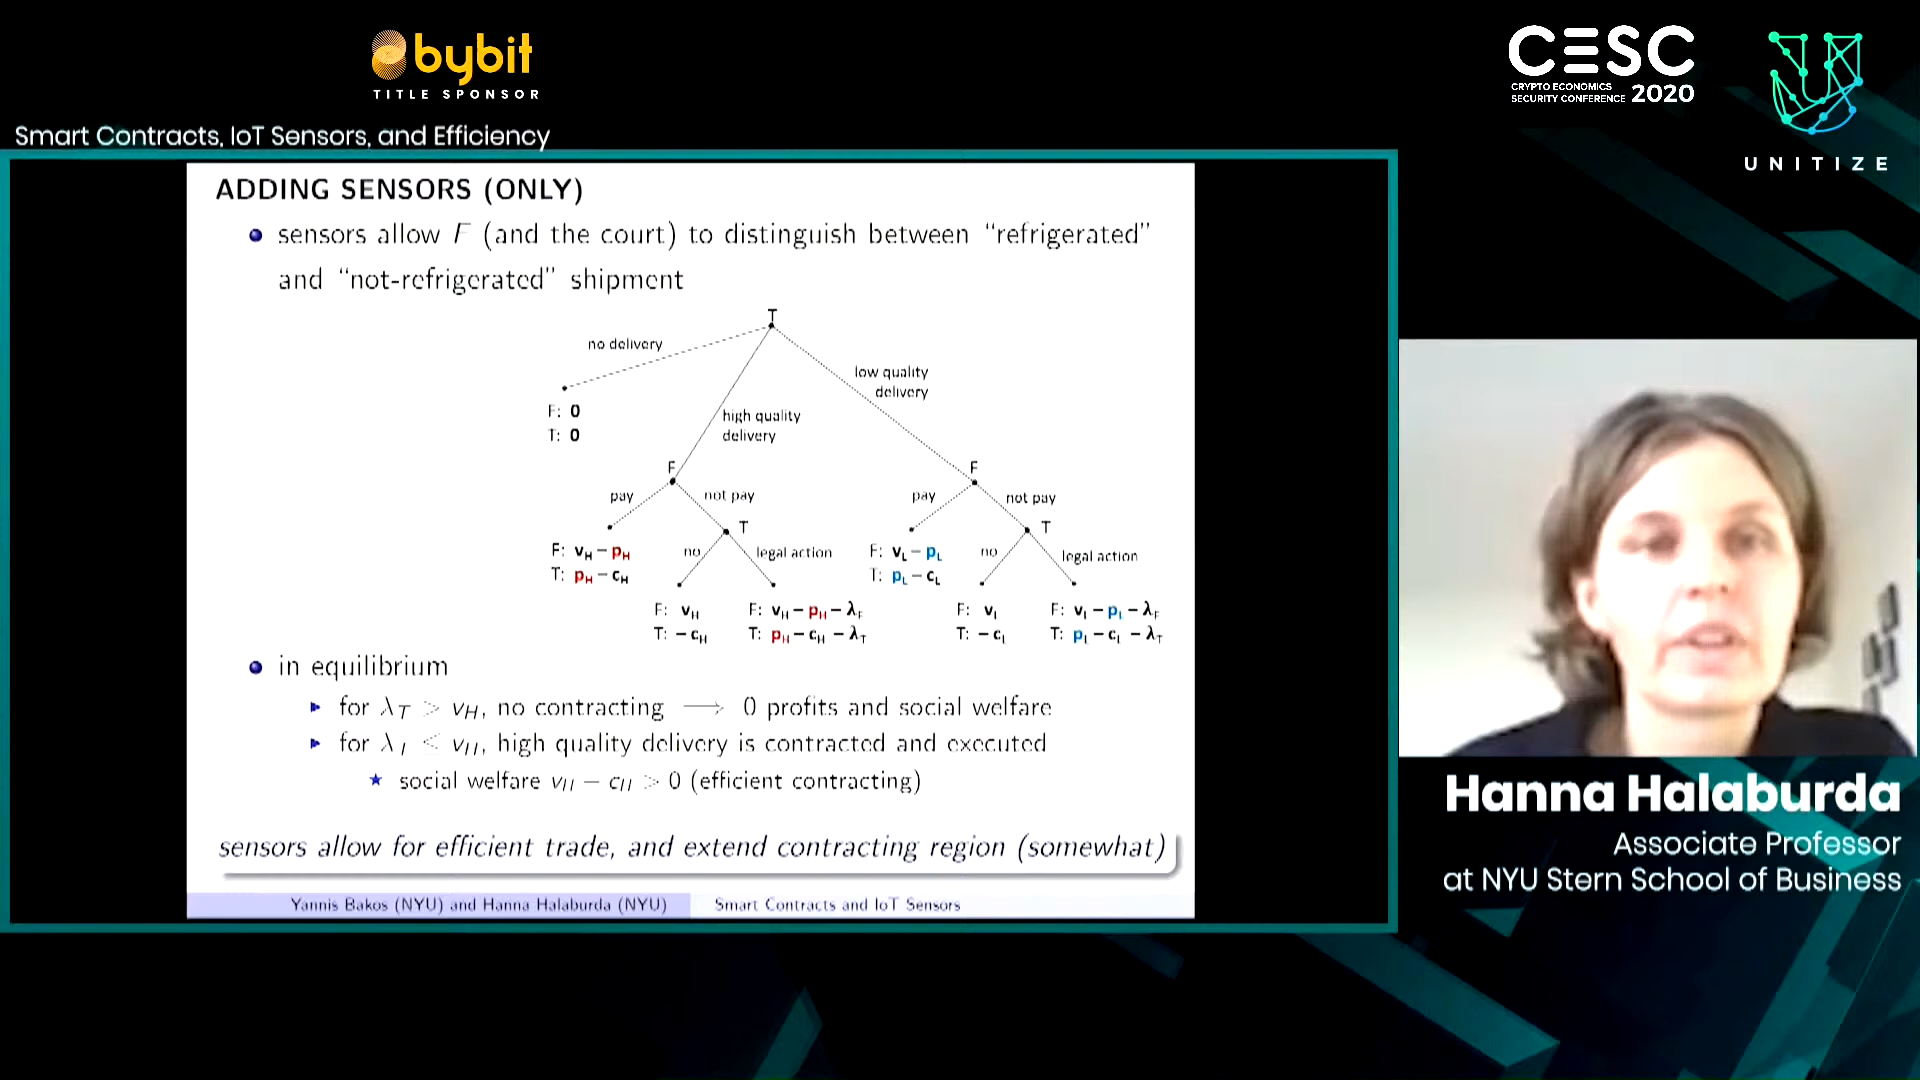 bybit
TITLE SPONSOR
CESC
CRYPTO ECONOMICS
SECURITY CONFERENCE 2020
UNITIZE
Smart Contracts, IoT Sensors, and Efficiency
ADDING SENSORS (ONLY)
sensors allow F (and the court) to distinguish between “refrigerated”
and “not-refrigerated” shipment
T
no delivery
low quality
delivery
F: 0
T: 0
high quality
delivery
F
F
pay
not pay
pay
not pay
T
T
F: vH − pH
T: pH − cH
no
legal action
F: vL − pL
T: pL − cL
no
legal action
F: vH
T: − cH
F: vH − pH − λF
T: pH − cH − λT
F: vL
T: − cL
F: vL − pL − λF
T: pL − cL − λT
in equilibrium
for λT > vH, no contracting → 0 profits and social welfare
for λT < vH, high quality delivery is contracted and executed
★ social welfare vH − cH > 0 (efficient contracting)
sensors allow for efficient trade, and extend contracting region (somewhat)
Yannis Bakos (NYU) and Hanna Halaburda (NYU)
Smart Contracts and IoT Sensors
Hanna Halaburda
Associate Professor
at NYU Stern School of Business